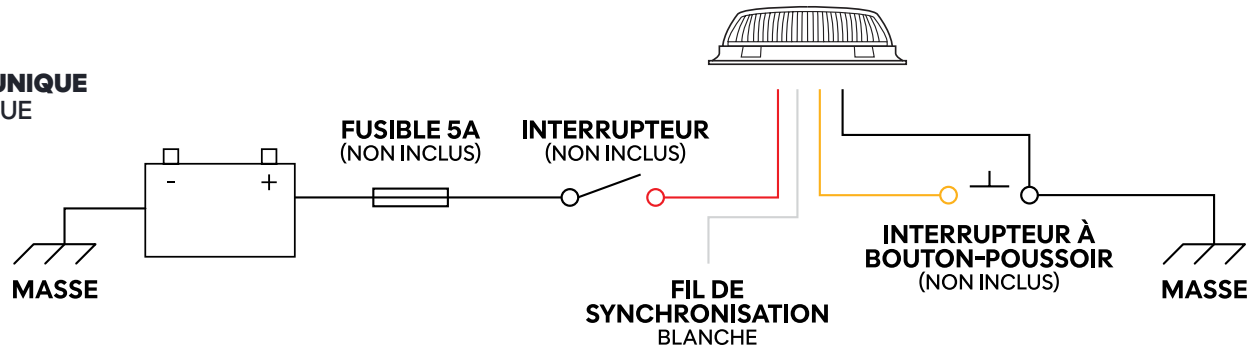 UNIQUE
UE
FUSIBLE 5A
(NON INCLUS)
INTERRUPTEUR
(NON INCLUS)
- +
MASSE
FIL DE
SYNCHRONISATION
BLANCHE
INTERRUPTEUR À
BOUTON-POUSSOIR
(NON INCLUS)
MASSE